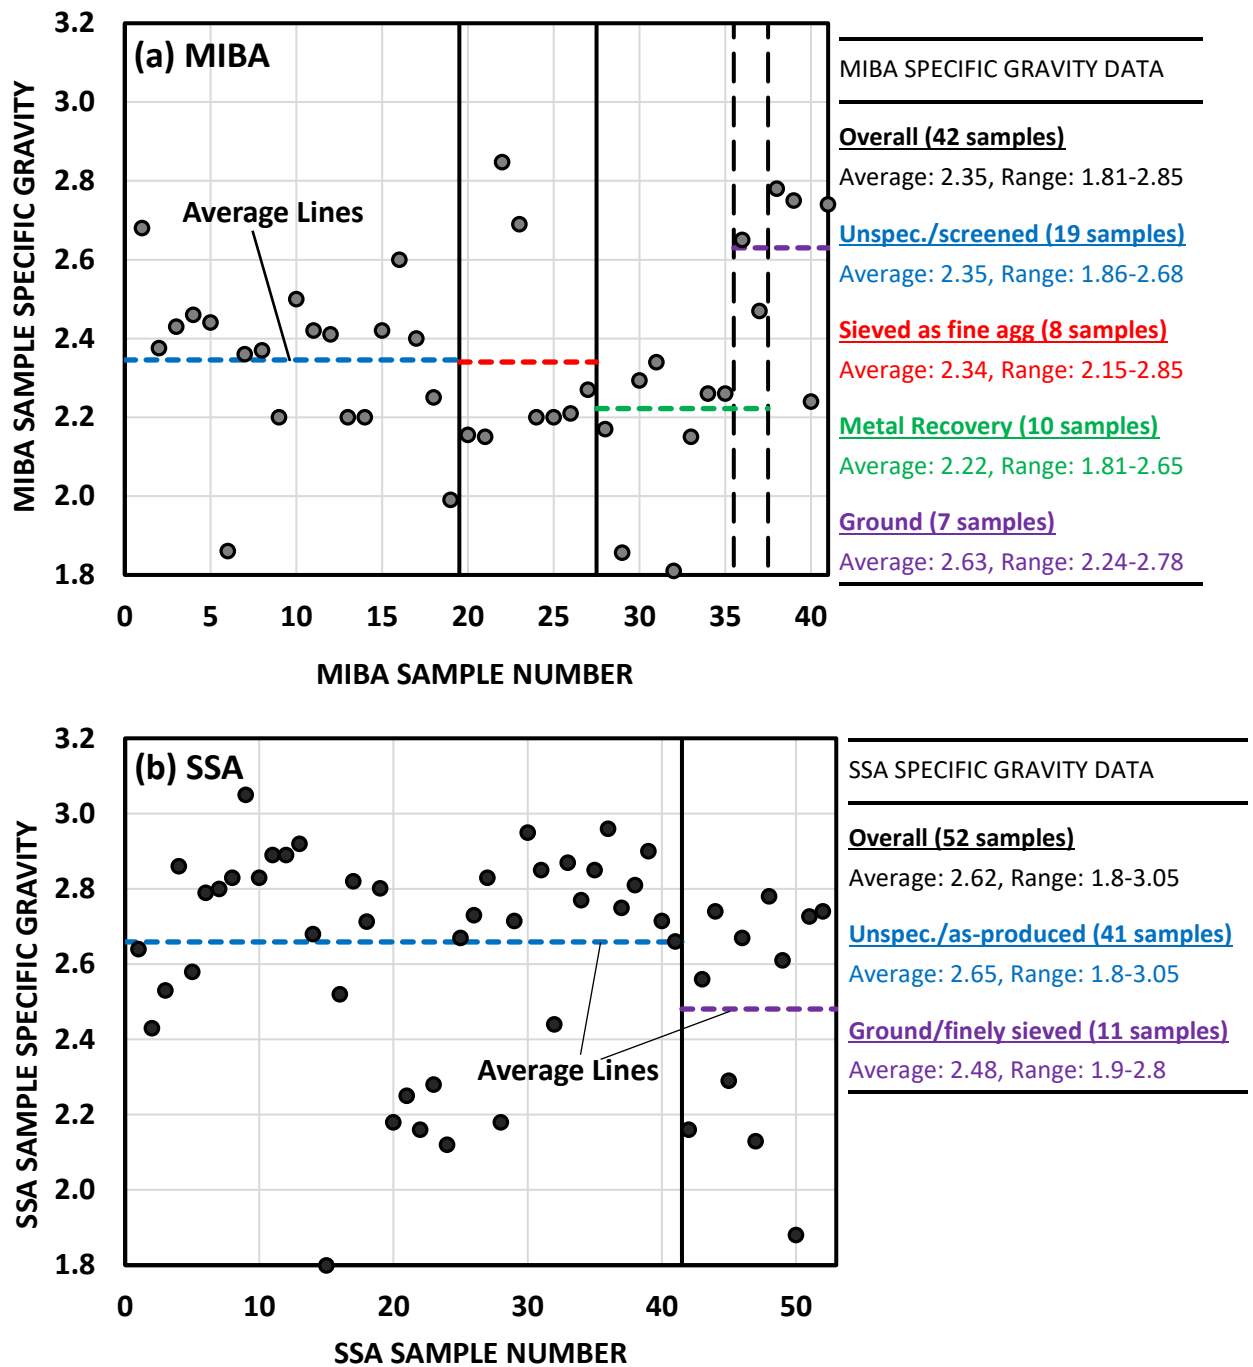 (a) MIBA
MIBA SAMPLE SPECIFIC GRAVITY
3.2
3.0
2.8
2.6
2.4
2.2
2.0
1.8
Average Lines
0 5 10 15 20 25 30 35 40
MIBA SAMPLE NUMBER
MIBA SPECIFIC GRAVITY DATA
Overall (42 samples)
Average: 2.35, Range: 1.81-2.85
Unspec./screened (19 samples)
Average: 2.35, Range: 1.86-2.68
Sieved as fine agg (8 samples)
Average: 2.34, Range: 2.15-2.85
Metal Recovery (10 samples)
Average: 2.22, Range: 1.81-2.65
Ground (7 samples)
Average: 2.63, Range: 2.24-2.78
(b) SSA
SSA SAMPLE SPECIFIC GRAVITY
3.2
3.0
2.8
2.6
2.4
2.2
2.0
1.8
Average Lines
0 10 20 30 40 50
SSA SAMPLE NUMBER
SSA SPECIFIC GRAVITY DATA
Overall (52 samples)
Average: 2.62, Range: 1.8-3.05
Unspec./as-produced (41 samples)
Average: 2.65, Range: 1.8-3.05
Ground/finely sieved (11 samples)
Average: 2.48, Range: 1.9-2.8